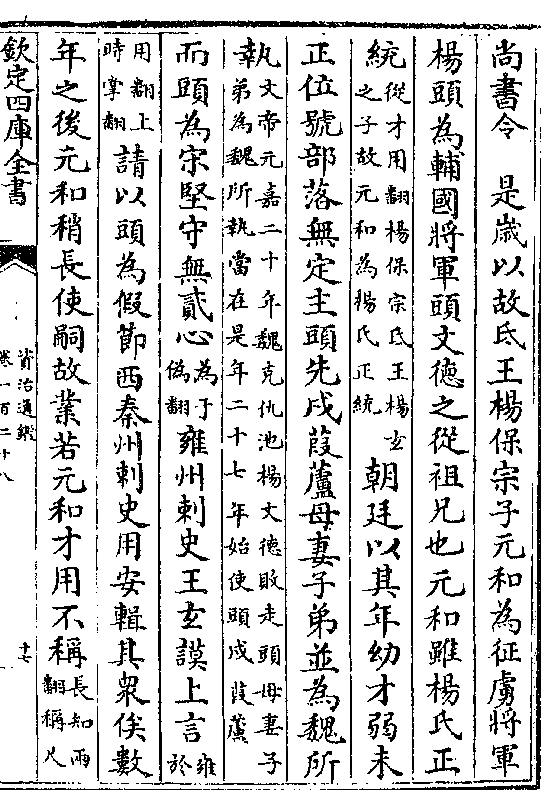 尚書令　是歲以故氐王楊保宗子元和為征虜將軍
楊頭為輔國將軍頭文德之從祖兄也元和雖楊氏正
統從才用翻楊保宗氐王楊玄之子故元和為楊氏正統朝廷以其年幼才弱未
正位號部落無定主頭先戍葭蘆母妻子弟並為魏所
執文帝元嘉二十年魏克仇池楊文德敗走頭母妻子弟為魏所執當在是年二十七年始使頭戍葭蘆
而頭為宋堅守無貳心為于偽翻雍州刺史王玄謨上言雍於
用翻上時掌翻請以頭為假節西秦州刺史用安輯其衆俟數
年之後元和稍長使嗣故業若元和才用不稱長知兩翻稱尺
欽定四庫全書
資治通鑑
卷一百二十八
十七